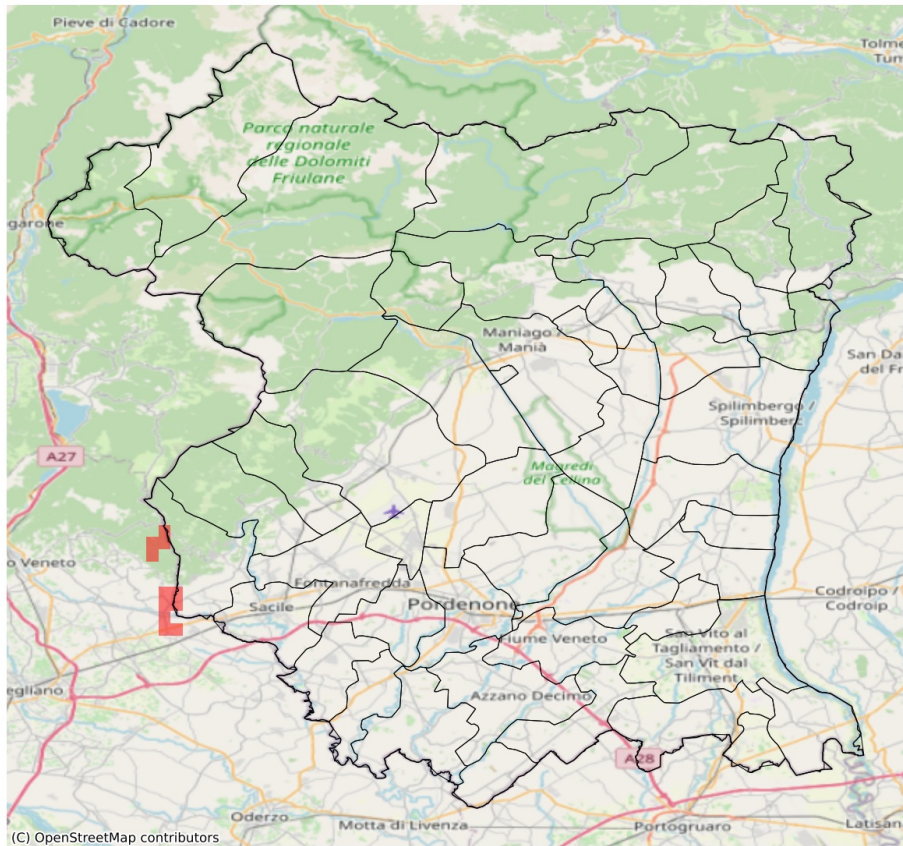 Pieve di Cadore
Tolme
Tum
Parco naturale
regionale
delle Dolomiti
Friulane
garone
Maniago /
Manià
San Da
del Fr
Spilimbergo /
Spilimberc
A27
Magredi
del Cellina
o Veneto
Fontanafredda
Codroipo /
Codroip
Sacile
Pordenone
Fiume Veneto
San Vito al
Tagliamento /
San Vît dal
Tiliment
egliano
Azzano Decimo
A28
Oderzo
Motta di Livenza
Portogruaro
Latisan
(C) OpenStreetMap contributors